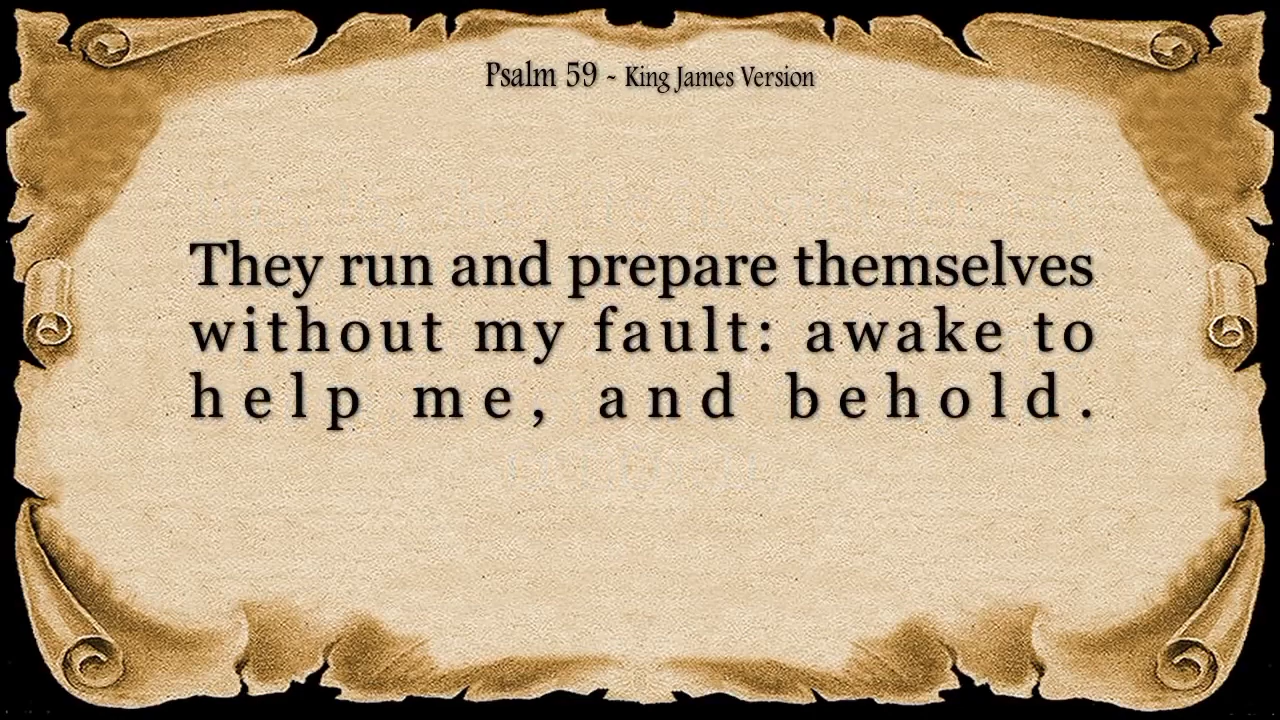 Psalm 59 ~ King James Version
They run and prepare themselves
without my fault: awake to
help me, and behold.